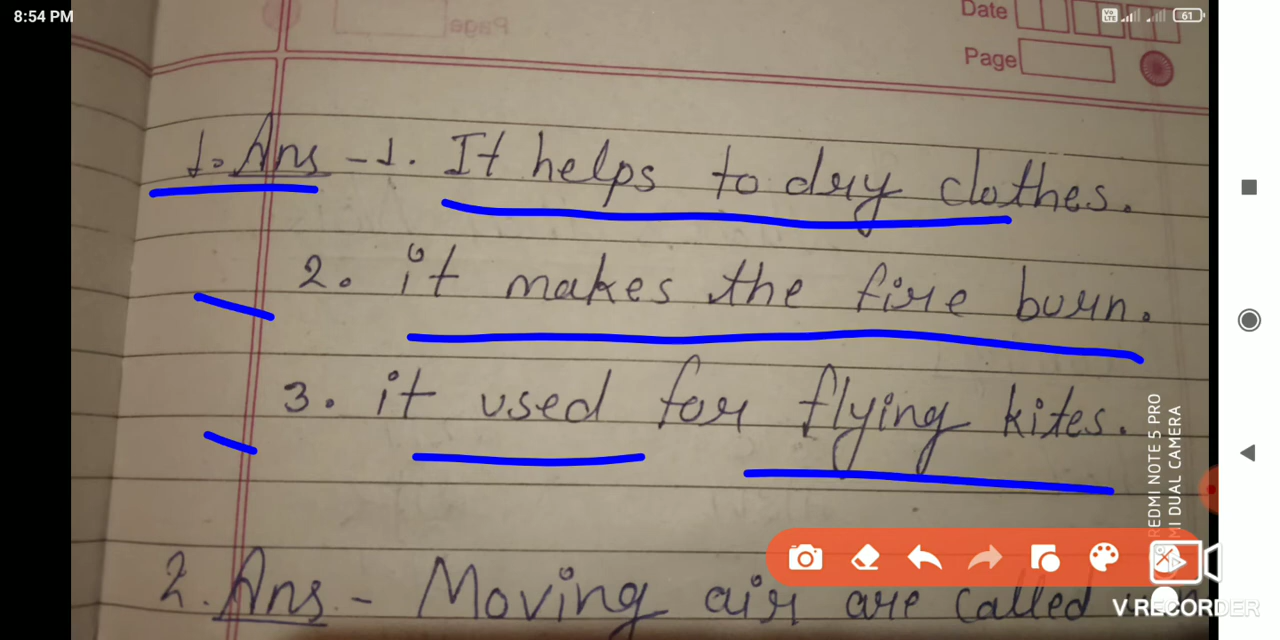 8:54 PM
61
Date
Page
Page
1. Ans - 1. It helps to dry clothes.
2. it makes the fire burn.
3. it used for flying kites.
2. Ans - Moving air are called
REDMI NOTE 5 PRO
MI DUAL CAMERA
V RECORDER